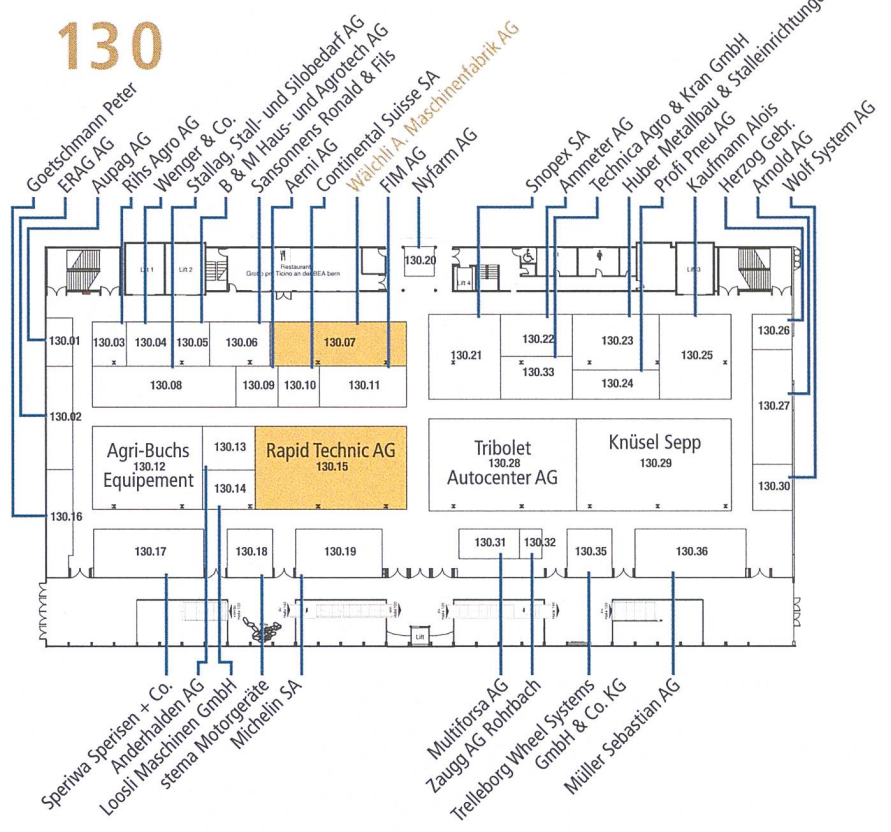 130
Goetschmann Peter
ERAG AG
Aupag AG
Rihs Agro AG
Wenger & Co.
Stallag, Stall- und Silobedarf AG
B & M Haus- und Agrotech AG
Sansonnens Ronald & Fils
Aerni AG
Continental Suisse SA
Wälchli A. Maschinenfabrik AG
FIM AG
Nyfarm AG
Snopex SA
Ammeter AG
Technica Agro & Kran GmbH
Huber Metallbau & Stalleinrichtunge
Profi Pneu AG
Kaufmann Alois
Herzog Gebr.
Arnold AG
Wolf System AG
Lift 1
Lift 2
Restaurant
Grotto pro Ticino an der BEA bern
130.20
Lift 4
Lift 3
130.01
130.03
130.04
130.05
130.06
130.07
130.21
130.22
130.23
130.25
130.26
130.33
130.24
130.08
130.09
130.10
130.11
130.02
130.27
Agri-Buchs
130.12
Equipement
130.13
130.14
Rapid Technic AG
130.15
Tribolet
130.28
Autocenter AG
Knüsel Sepp
130.29
130.30
130.16
130.17
130.18
130.19
130.31
130.32
130.35
130.36
Lift
Speriwa Sperisen + Co.
Anderhalden AG
Loosli Maschinen GmbH
stema Motorgeräte
Michelin SA
Multiforsa AG
Zaugg AG Rohrbach
Trelleborg Wheel Systems
GmbH & Co. KG
Müller Sebastian AG